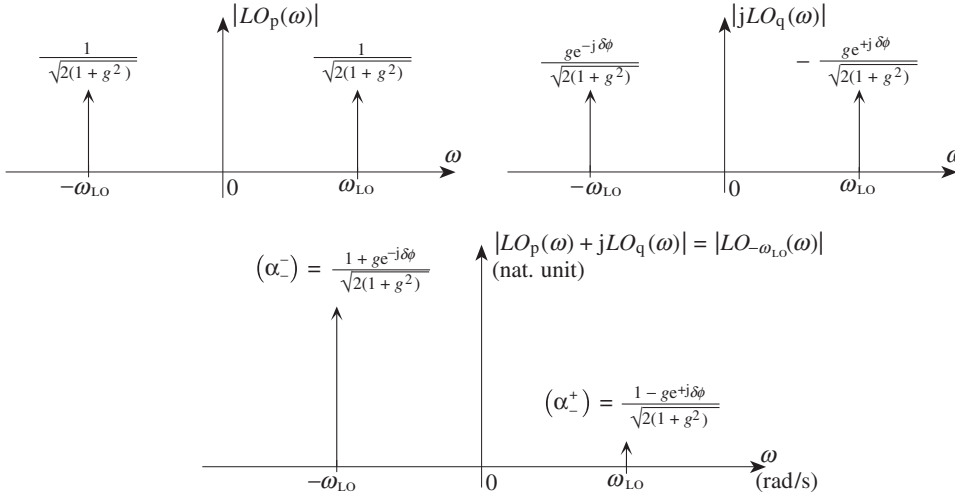 |LO_p(ω)|
1/√(2(1 + g²))
1/√(2(1 + g²))
ω
−ω_LO
0
ω_LO
|jLO_q(ω)|
ge^{−jδϕ}/√(2(1 + g²))
− ge^{+jδϕ}/√(2(1 + g²))
ω
−ω_LO
0
ω_LO
|LO_p(ω) + jLO_q(ω)| = |LO_{−ω_LO}(ω)|
(nat. unit)
(α₋⁻) = (1 + ge^{−jδϕ})/√(2(1 + g²))
(α₋⁺) = (1 − ge^{+jδϕ})/√(2(1 + g²))
ω
(rad/s)
−ω_LO
0
ω_LO